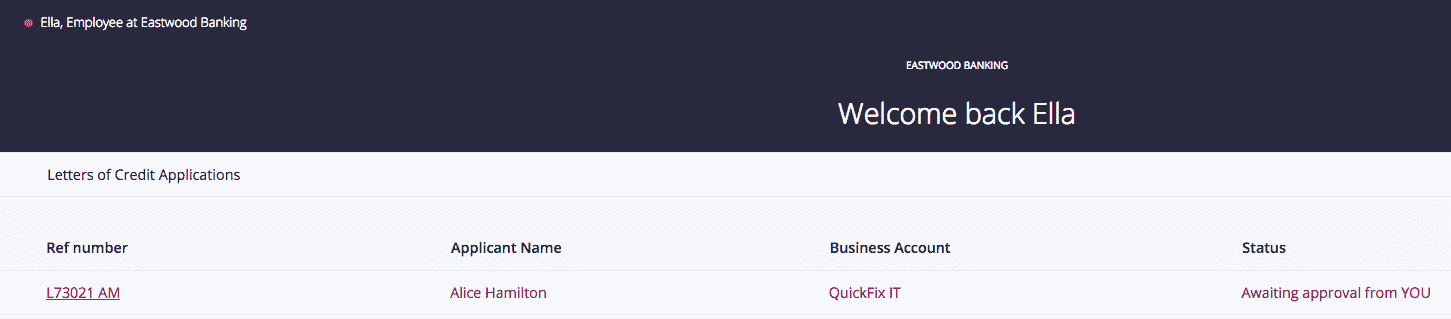 Ella, Employee at Eastwood Banking
EASTWOOD BANKING
Welcome back Ella
Letters of Credit Applications
Ref number Applicant Name Business Account Status
L73021 AM Alice Hamilton QuickFix IT Awaiting approval from YOU